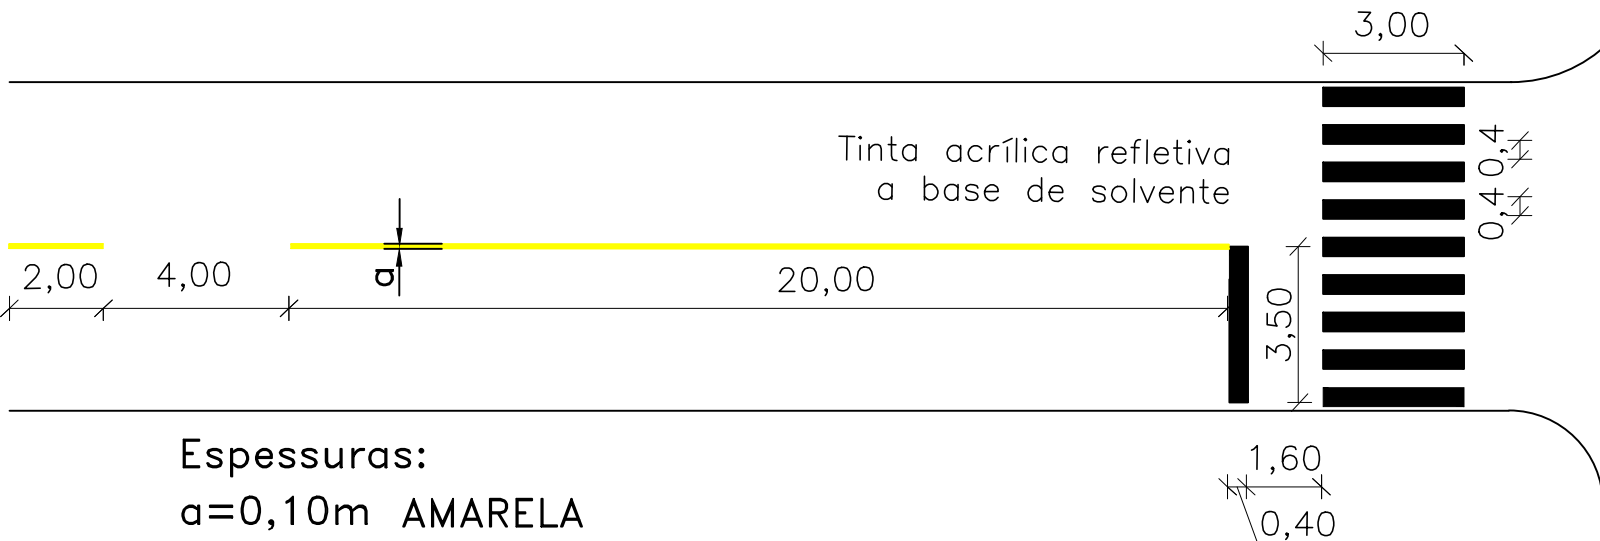 3,00
Tinta acrílica refletiva
a base de solvente
0,4
0,4
2,00
4,00
a
20,00
3,50
Espessuras:
a=0,10m AMARELA
1,60
0,40